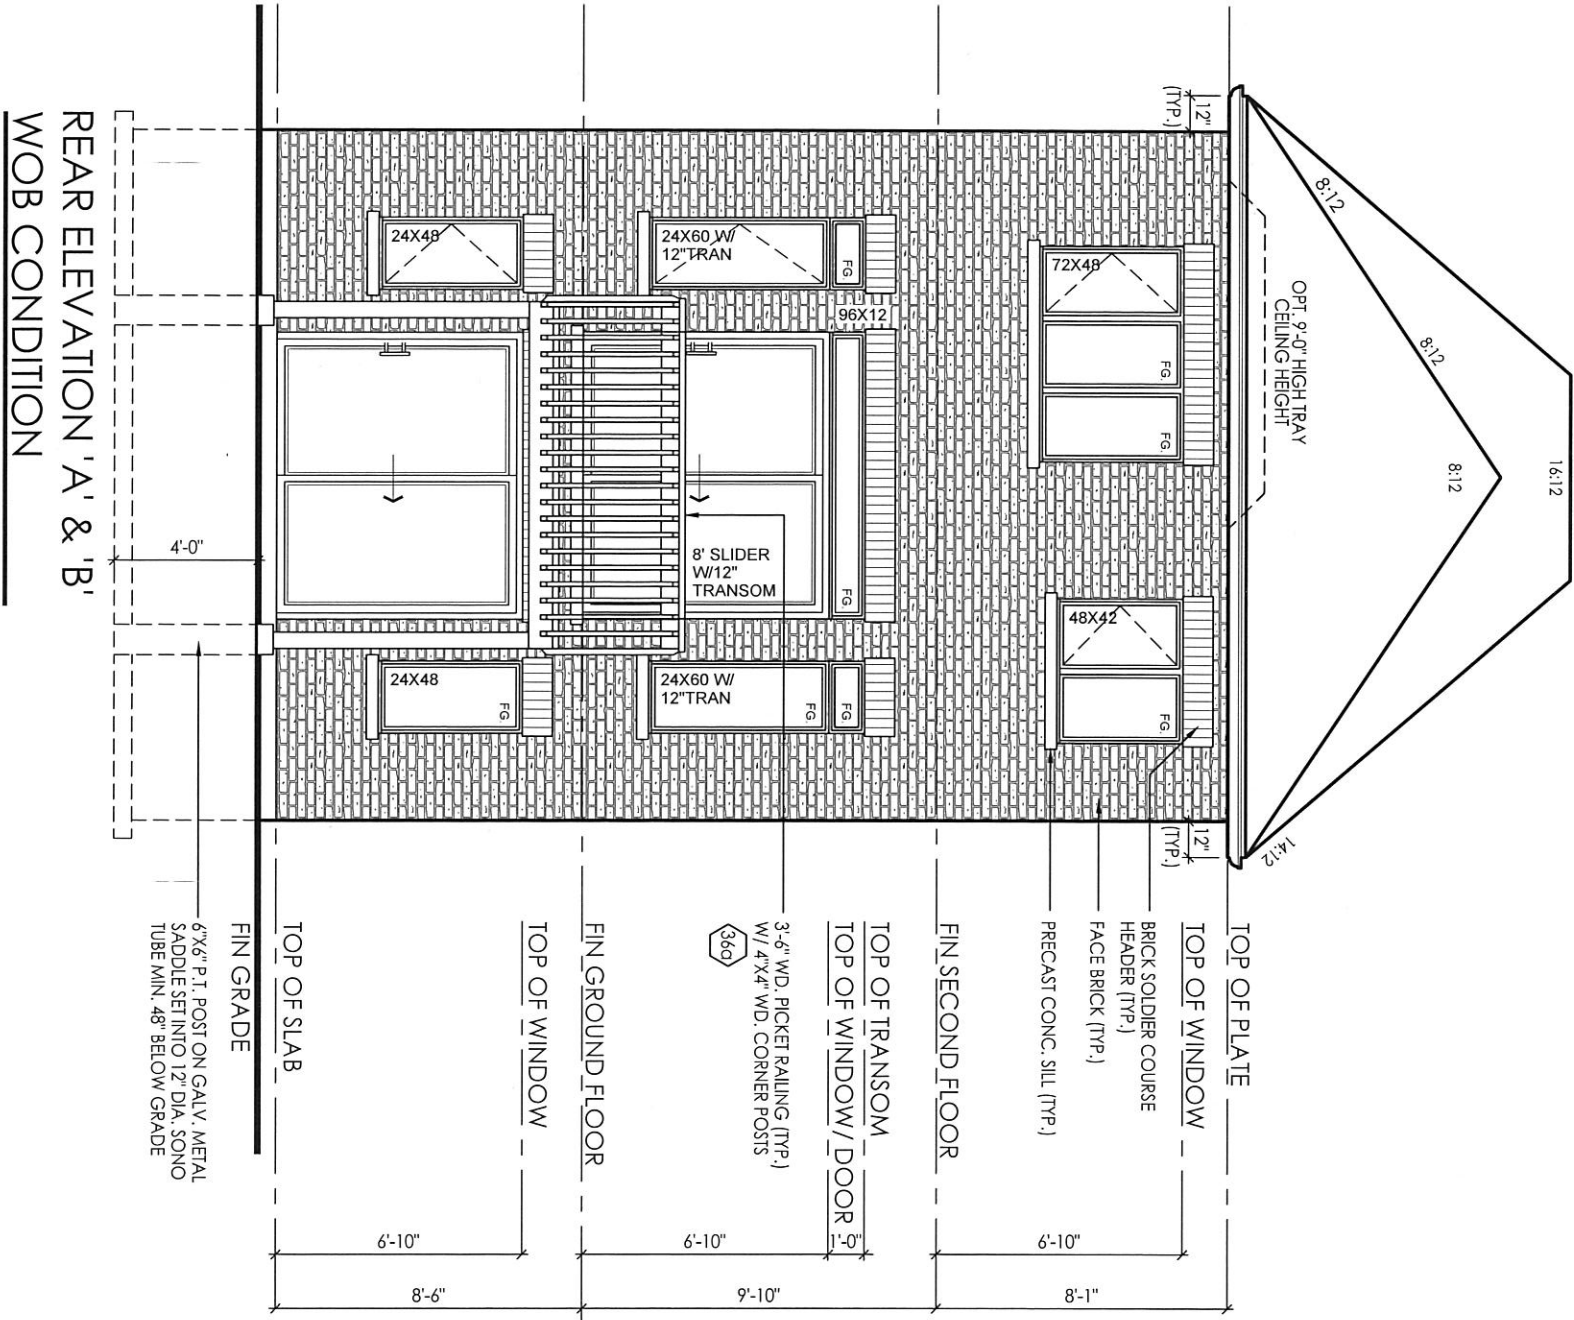 16:12
8:12
8:12
8:12
14:12
OPT. 9'-0" HIGH TRAY
CEILING HEIGHT
12"
(TYP.)
12"
(TYP.)
72X48
FG.
FG.
48X42
FG.
24X60 W/
12"TRAN
FG.
96X12
FG.
8' SLIDER
W/12"
TRANSOM
24X60 W/
12"TRAN
FG.
FG.
24X48
24X48
FG.
TOP OF PLATE
TOP OF WINDOW
BRICK SOLDIER COURSE
HEADER (TYP.)
FACE BRICK (TYP.)
PRECAST CONC. SILL (TYP.)
FIN SECOND FLOOR
TOP OF TRANSOM
TOP OF WINDOW/ DOOR
3'-6" WD. PICKET RAILING (TYP.)
W/ 4"X4" WD. CORNER POSTS
36a
FIN GROUND FLOOR
TOP OF WINDOW
TOP OF SLAB
FIN GRADE
6"X6" P.T. POST ON GALV. METAL
SADDLE SET INTO 12" DIA. SONO
TUBE MIN. 48" BELOW GRADE
6'-10"
8'-1"
1'-0"
6'-10"
9'-10"
6'-10"
8'-6"
4'-0"
REAR ELEVATION 'A' & 'B'
WOB CONDITION